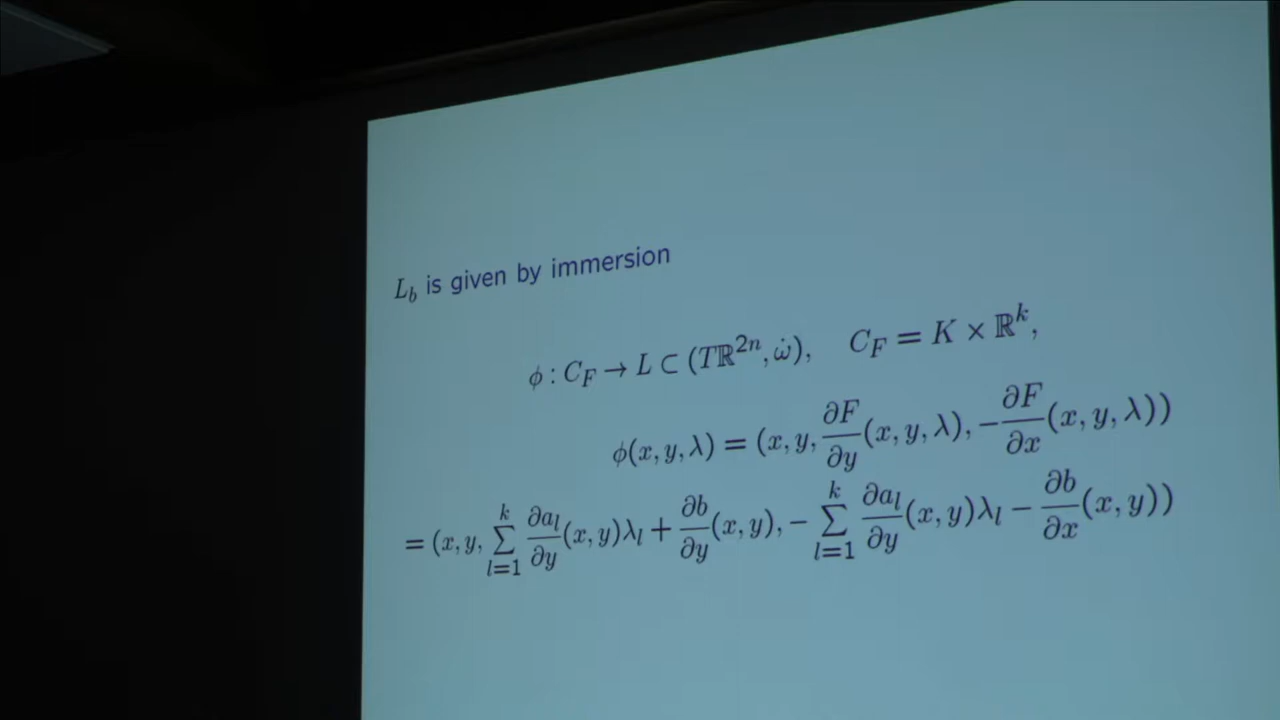 L_b is given by immersion
ϕ : C_F → L ⊂ (Tℝ^{2n}, ω̇),   C_F = K × ℝ^k,
ϕ(x, y, λ) = (x, y, ∂F/∂y (x, y, λ), −∂F/∂x (x, y, λ))
= (x, y, ∑_{l=1}^{k} ∂a_l/∂y (x, y)λ_l + ∂b/∂y (x, y), − ∑_{l=1}^{k} ∂a_l/∂y (x, y)λ_l − ∂b/∂x (x, y))